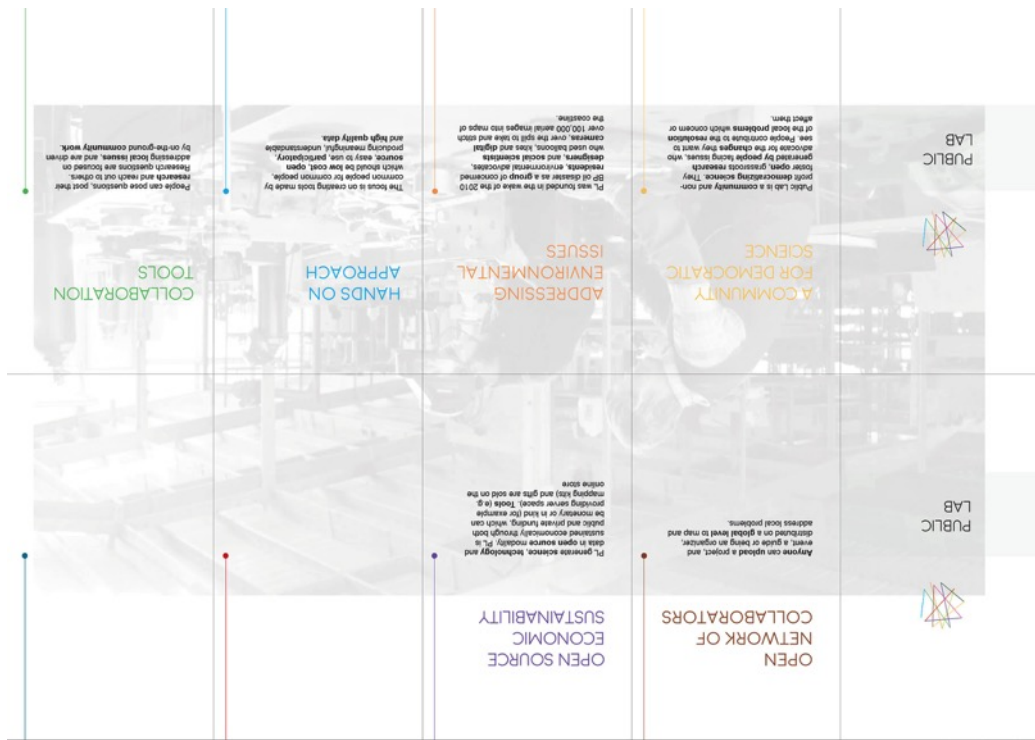 PUBLIC
LAB
OPEN
NETWORK OF
COLLABORATORS
Anyone can upload a project, and
event, a guide or being an organizer,
distributed on a global level to map and
address local problems.
OPEN SOURCE
ECONOMIC
SUSTAINABILITY
PL generate science, technology and
data in open source modality. PL is
sustained economically through both
public and private funding, which can
be monetary or in kind (for example
providing server space). Tools (e.g.
mapping kits) and gifts are sold on the
online store
PUBLIC
LAB
A COMMUNITY
FOR DEMOCRATIC
SCIENCE
Public Lab is a community and non-
profit democratizing science. They
foster open, grassroots research
generated by people facing issues, who
advocate for the changes they want to
see. People contribute to the resolution
of the local problems which concern or
affect them.
ADDRESSING
ENVIRONMENTAL
ISSUES
PL was founded in the wake of the 2010
BP oil disaster as a group of concerned
residents, environmental advocates,
designers, and social scientists
who used balloons, kites and digital
cameras, over the spill to take and stitch
over 100.000 aerial images into maps of
the coastline.
HANDS ON
APPROACH
The focus is on creating tools made by
common people for common people,
which should be low cost, open
source, easy to use, participatory,
producing meaningful, understandable
and high quality data.
COLLABORATION
TOOLS
People can pose questions, post their
research and reach out to others.
Research questions are focused on
addressing local issues, and are driven
by on-the-ground community work.